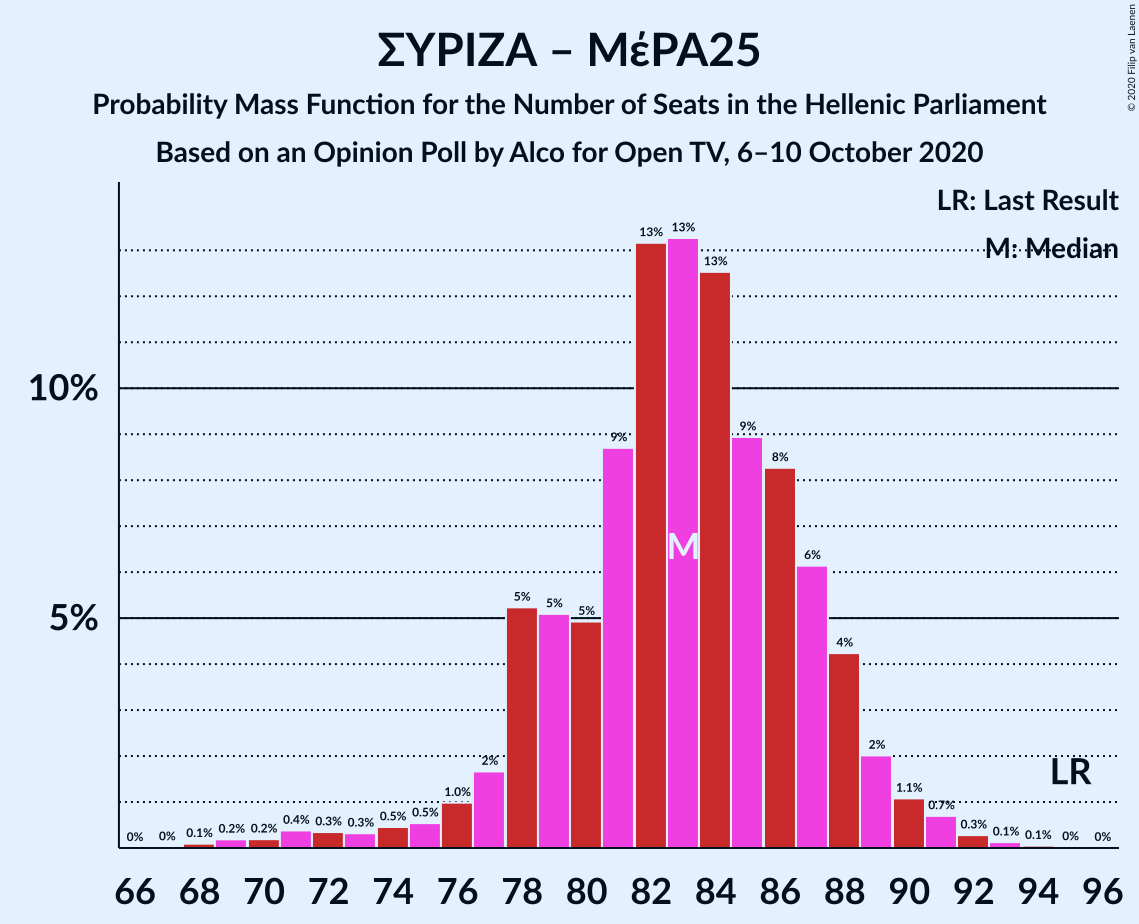 ΣΥΡΙΖΑ – ΜέΡΑ25
Probability Mass Function for the Number of Seats in the Hellenic Parliament
Based on an Opinion Poll by Alco for Open TV, 6–10 October 2020
© 2020 Filip van Laenen
LR: Last Result
M: Median
10%
5%
0% 0% 0.1% 0.2% 0.2% 0.4% 0.3% 0.3% 0.5% 0.5% 1.0% 2% 5% 5% 5% 9% 13% 13% 13% 9% 8% 6% 4% 2% 1.1% 0.7% 0.3% 0.1% 0.1% 0% 0%
M
LR
66 68 70 72 74 76 78 80 82 84 86 88 90 92 94 96